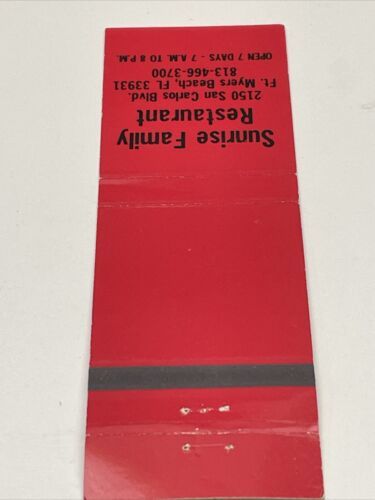 Sunrise Family
Restaurant
2150 San Carlos Blvd.
Ft. Myers Beach, FL 33931
813-466-3700
OPEN 7 DAYS - 7 A.M. TO 8 P.M.